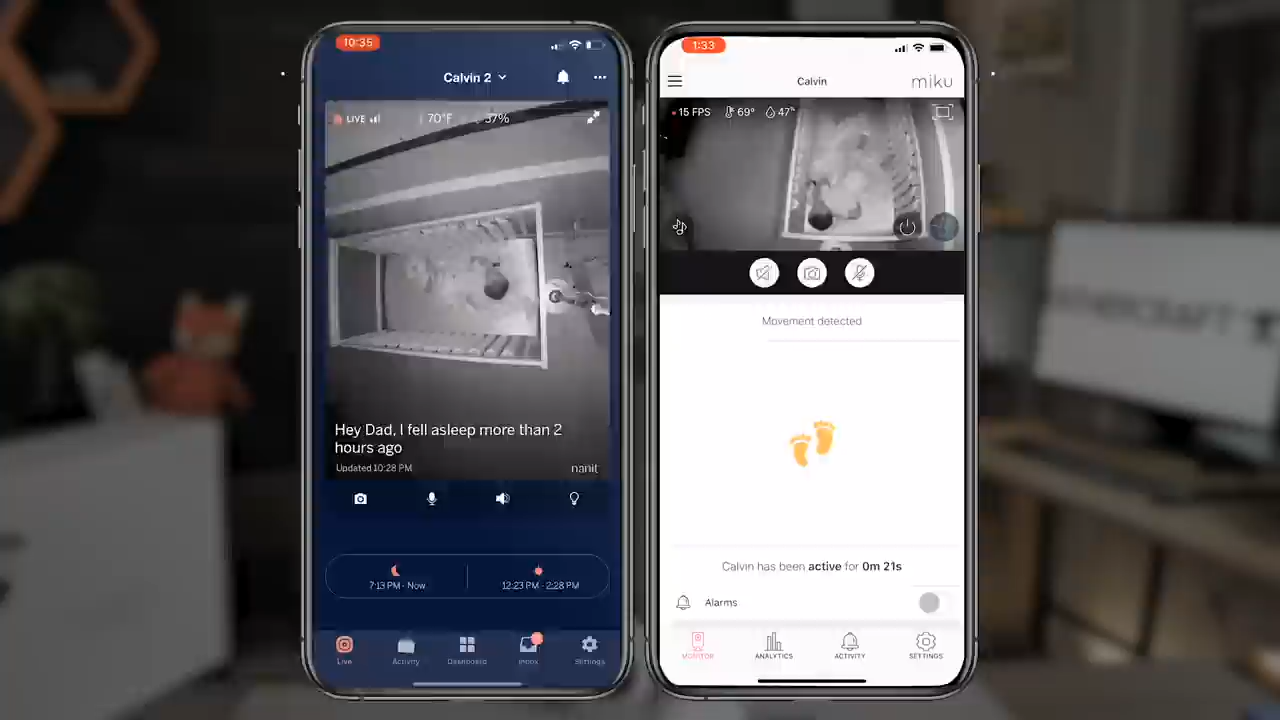 10:35
Calvin 2
LIVE
70°F
37%
Hey Dad, I fell asleep more than 2
hours ago
Updated 10:28 PM
nanit
7:13 PM - Now
12:23 PM - 2:28 PM
Live
Activity
Dashboard
Inbox
Settings
1:33
Calvin
miku
15 FPS
69°
47%
Movement detected
Calvin has been active for 0m 21s
Alarms
MONITOR
ANALYTICS
ACTIVITY
SETTINGS